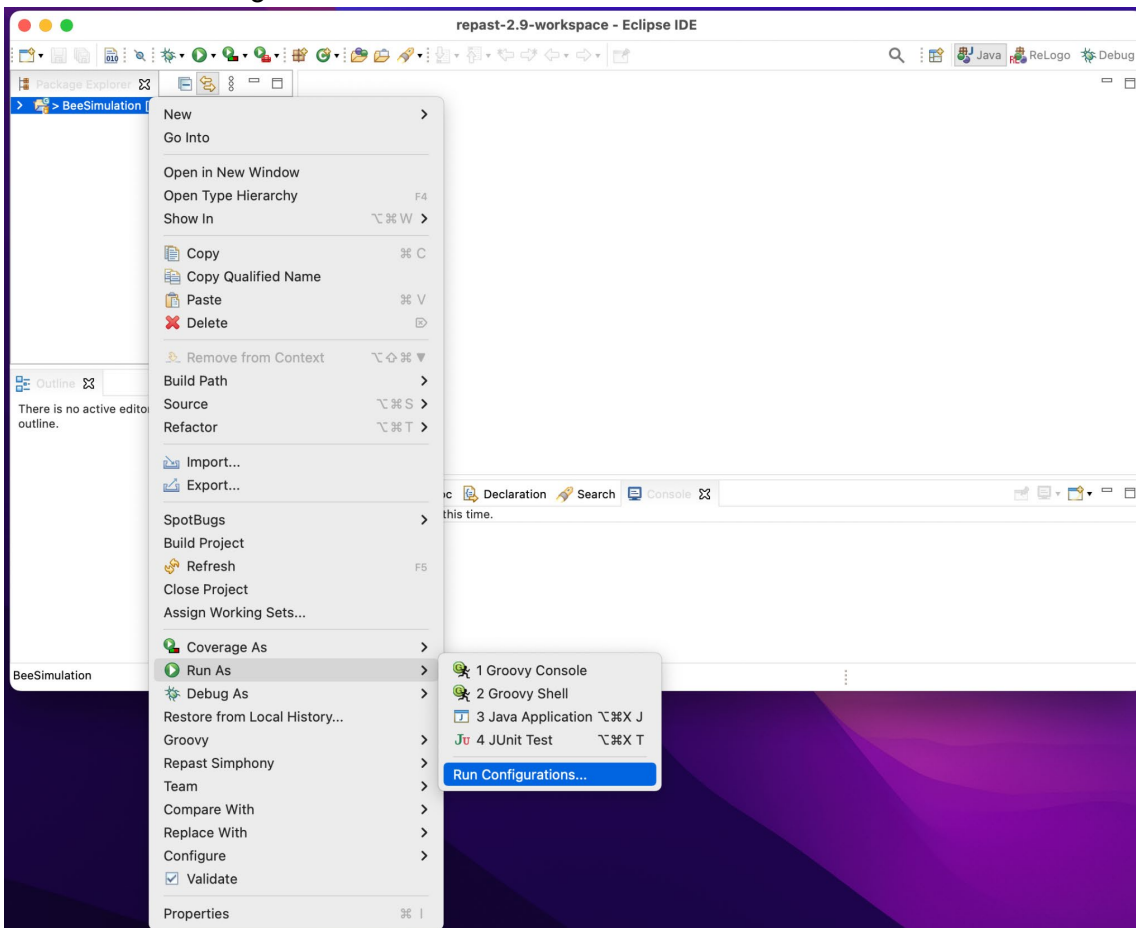 repast-2.9-workspace - Eclipse IDE
Java ReLogo Debug
Package Explorer
> BeeSimulation [
New
Go Into
Open in New Window
Open Type Hierarchy F4
Show In ⌥⌘W
Copy ⌘C
Copy Qualified Name
Paste ⌘V
Delete
Remove from Context ⌥⇧⌘▼
Build Path
Source ⌥⌘S
Refactor ⌥⌘T
Import...
Export...
SpotBugs
Build Project
Refresh F5
Close Project
Assign Working Sets...
Coverage As
Run As
Debug As
Restore from Local History...
Groovy
Repast Simphony
Team
Compare With
Replace With
Configure
Validate
Properties ⌘I
1 Groovy Console
2 Groovy Shell
3 Java Application ⌥⌘X J
4 JUnit Test ⌥⌘X T
Run Configurations...
Outline
There is no active edito
outline.
oc Declaration Search Console
this time.
BeeSimulation